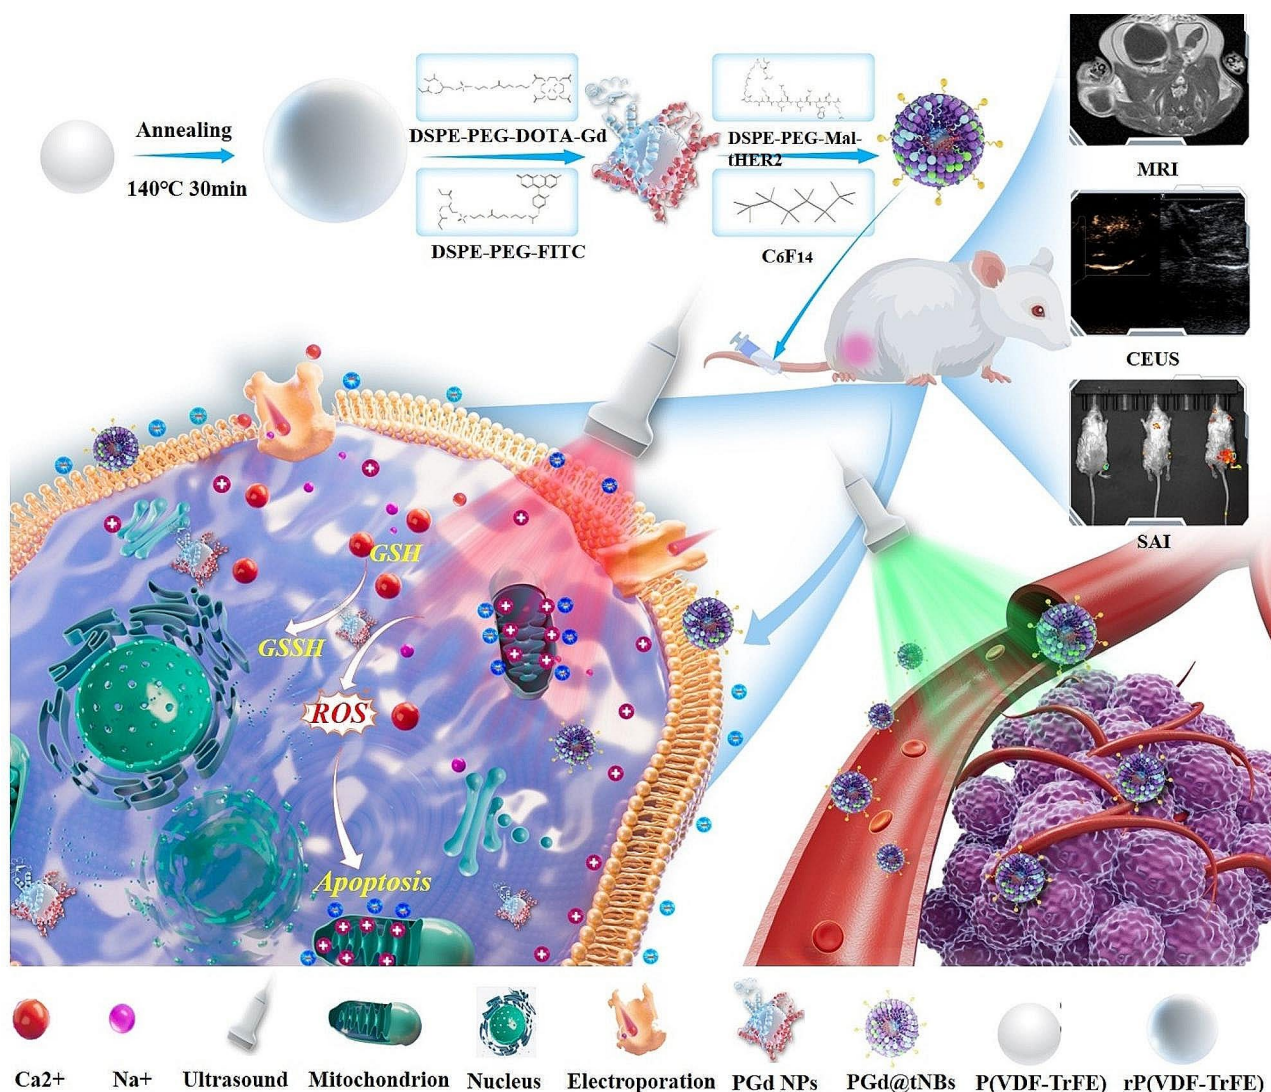 Annealing
140°C 30min
DSPE-PEG-DOTA-Gd
DSPE-PEG-FITC
DSPE-PEG-Mal-
tHER2
C6F14
MRI
CEUS
SAI
GSH
GSSH
ROS
Apoptosis
Ca2+
Na+
Ultrasound
Mitochondrion
Nucleus
Electroporation
PGd NPs
PGd@tNBs
P(VDF-TrFE)
rP(VDF-TrFE)